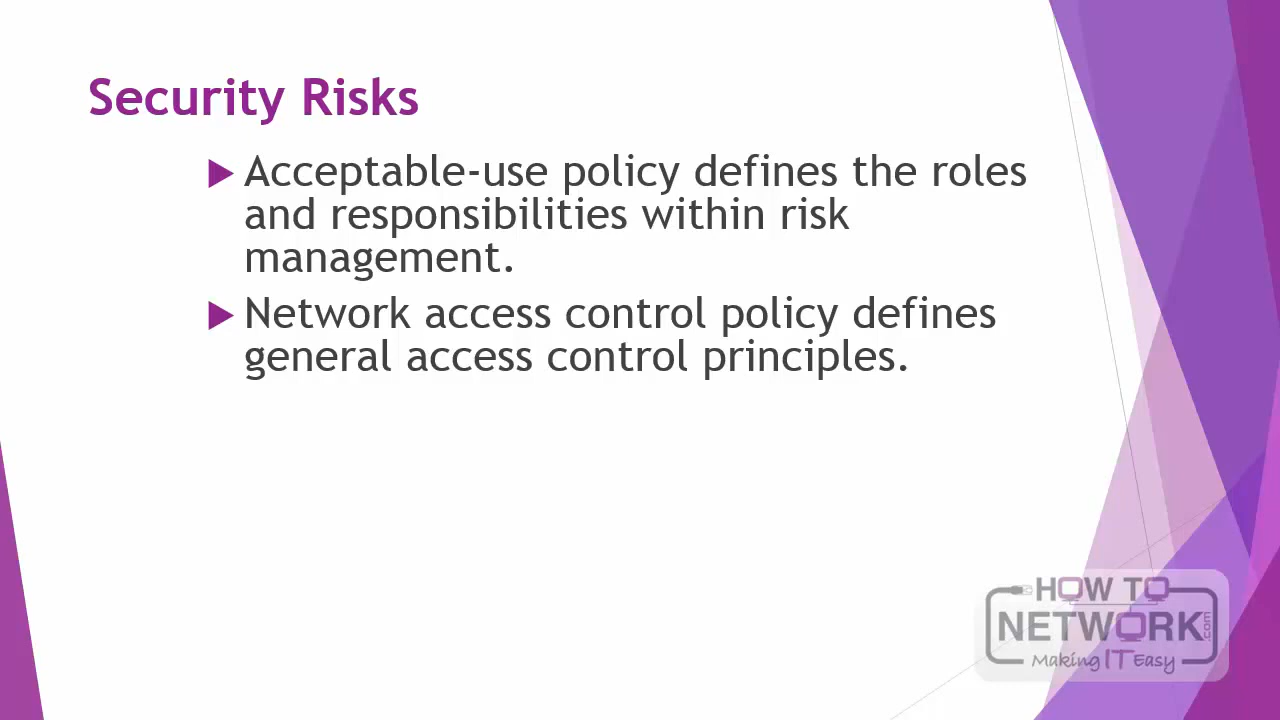 Security Risks
Acceptable-use policy defines the roles
and responsibilities within risk
management.
Network access control policy defines
general access control principles.
HOW TO
NETWORK.com
Making IT Easy